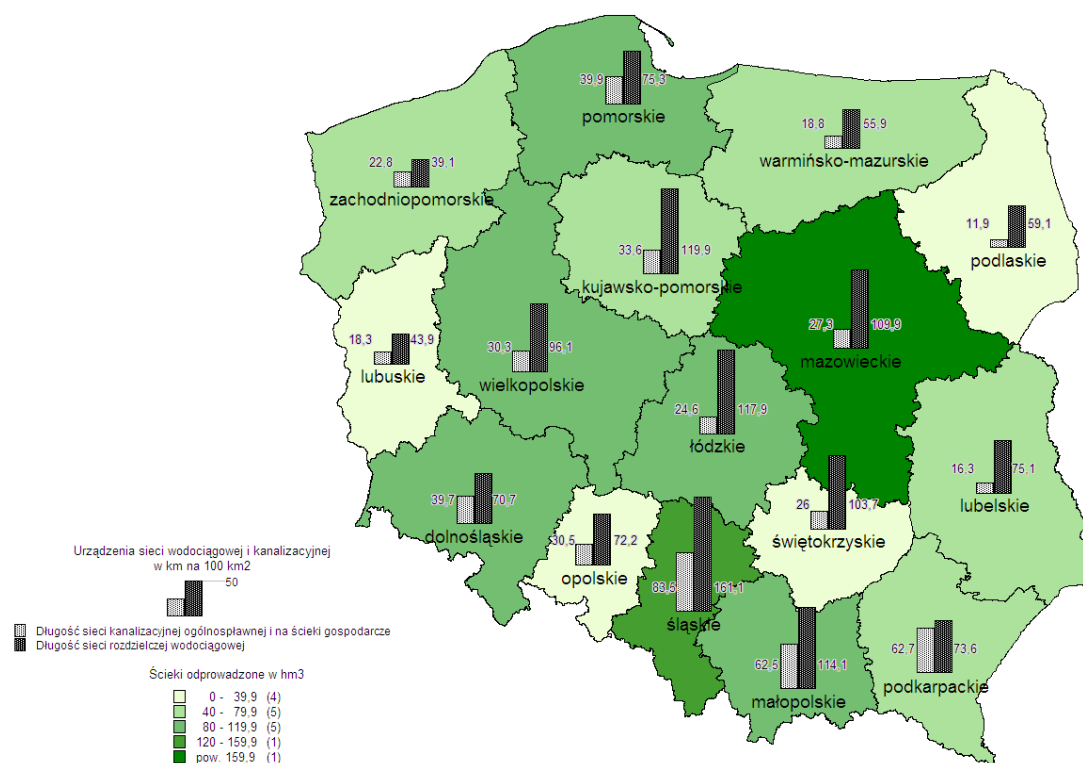 39,9 75,3
pomorskie
18,8 55,9
warmińsko-mazurskie
22,8 39,1
zachodniopomorskie
11,9 59,1
podlaskie
33,6 119,9
kujawsko-pomorskie
27,3 109,9
mazowieckie
18,3 43,9
lubuskie
30,3 96,1
wielkopolskie
24,6 117,9
łódzkie
16,3 75,1
lubelskie
39,7 70,7
dolnośląskie
26 103,7
świętokrzyskie
30,5 72,2
opolskie
89,5 161,1
śląskie
62,5 114,1
małopolskie
62,7 73,6
podkarpackie
Urządzenia sieci wodociągowej i kanalizacyjnej
w km na 100 km2
50
Długość sieci kanalizacyjnej ogólnospławnej i na ścieki gospodarcze
Długość sieci rozdzielczej wodociągowej
Ścieki odprowadzone w hm3
0 - 39,9 (4)
40 - 79,9 (5)
80 - 119,9 (5)
120 - 159,9 (1)
pow. 159,9 (1)